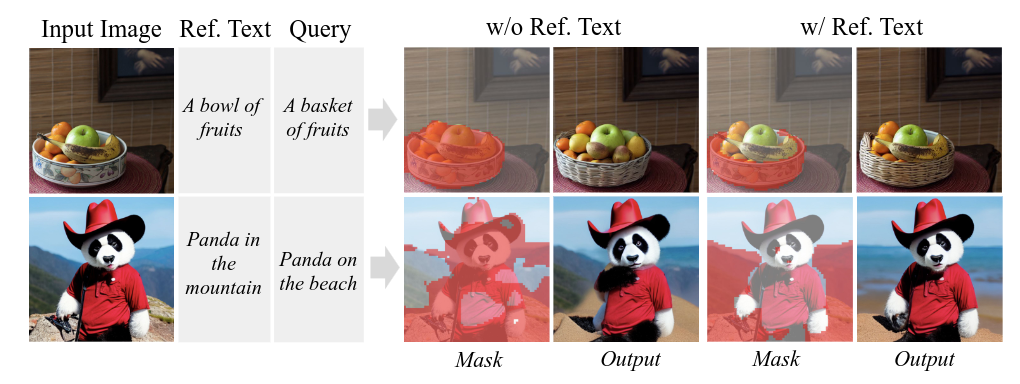 Input Image Ref. Text Query w/o Ref. Text w/ Ref. Text
A bowl of
fruits
A basket
of fruits
Panda in
the
mountain
Panda on
the beach
Mask Output Mask Output